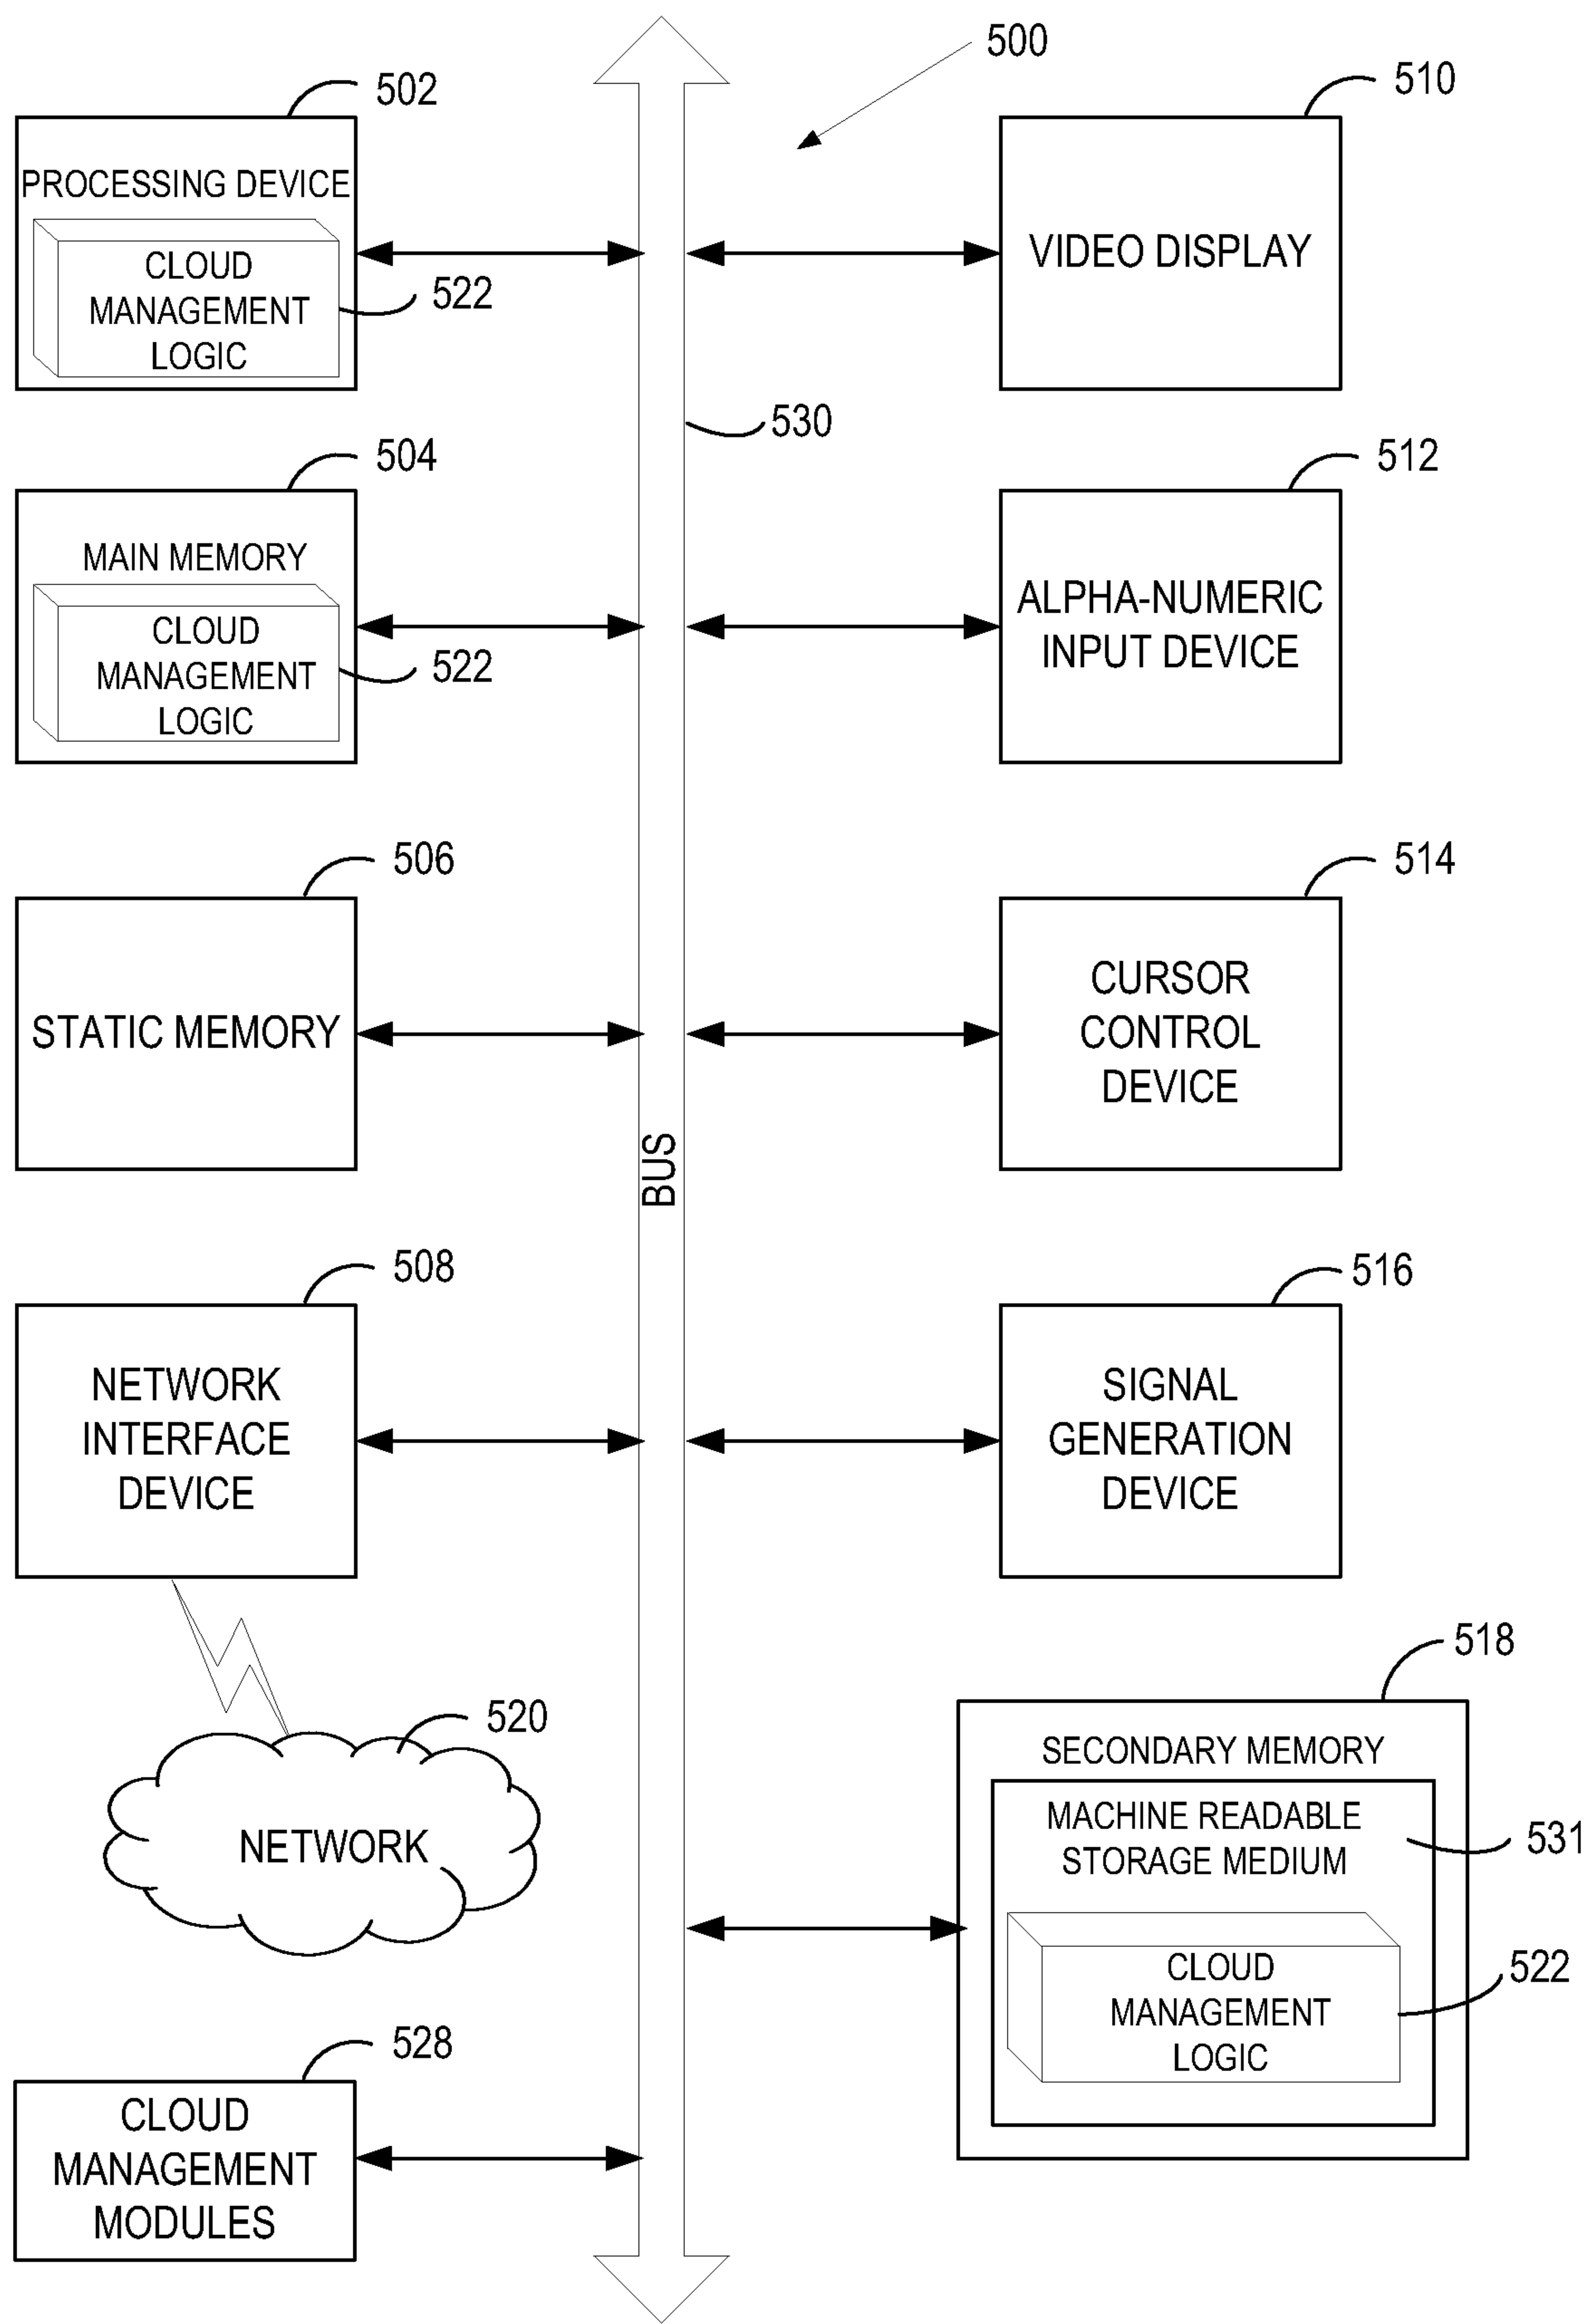 500
502
PROCESSING DEVICE
CLOUD
MANAGEMENT
LOGIC
522
510
VIDEO DISPLAY
530
504
MAIN MEMORY
CLOUD
MANAGEMENT
LOGIC
522
512
ALPHA-NUMERIC
INPUT DEVICE
506
STATIC MEMORY
514
CURSOR
CONTROL
DEVICE
BUS
508
NETWORK
INTERFACE
DEVICE
516
SIGNAL
GENERATION
DEVICE
520
NETWORK
518
SECONDARY MEMORY
MACHINE READABLE
STORAGE MEDIUM
531
CLOUD
MANAGEMENT
LOGIC
522
528
CLOUD
MANAGEMENT
MODULES